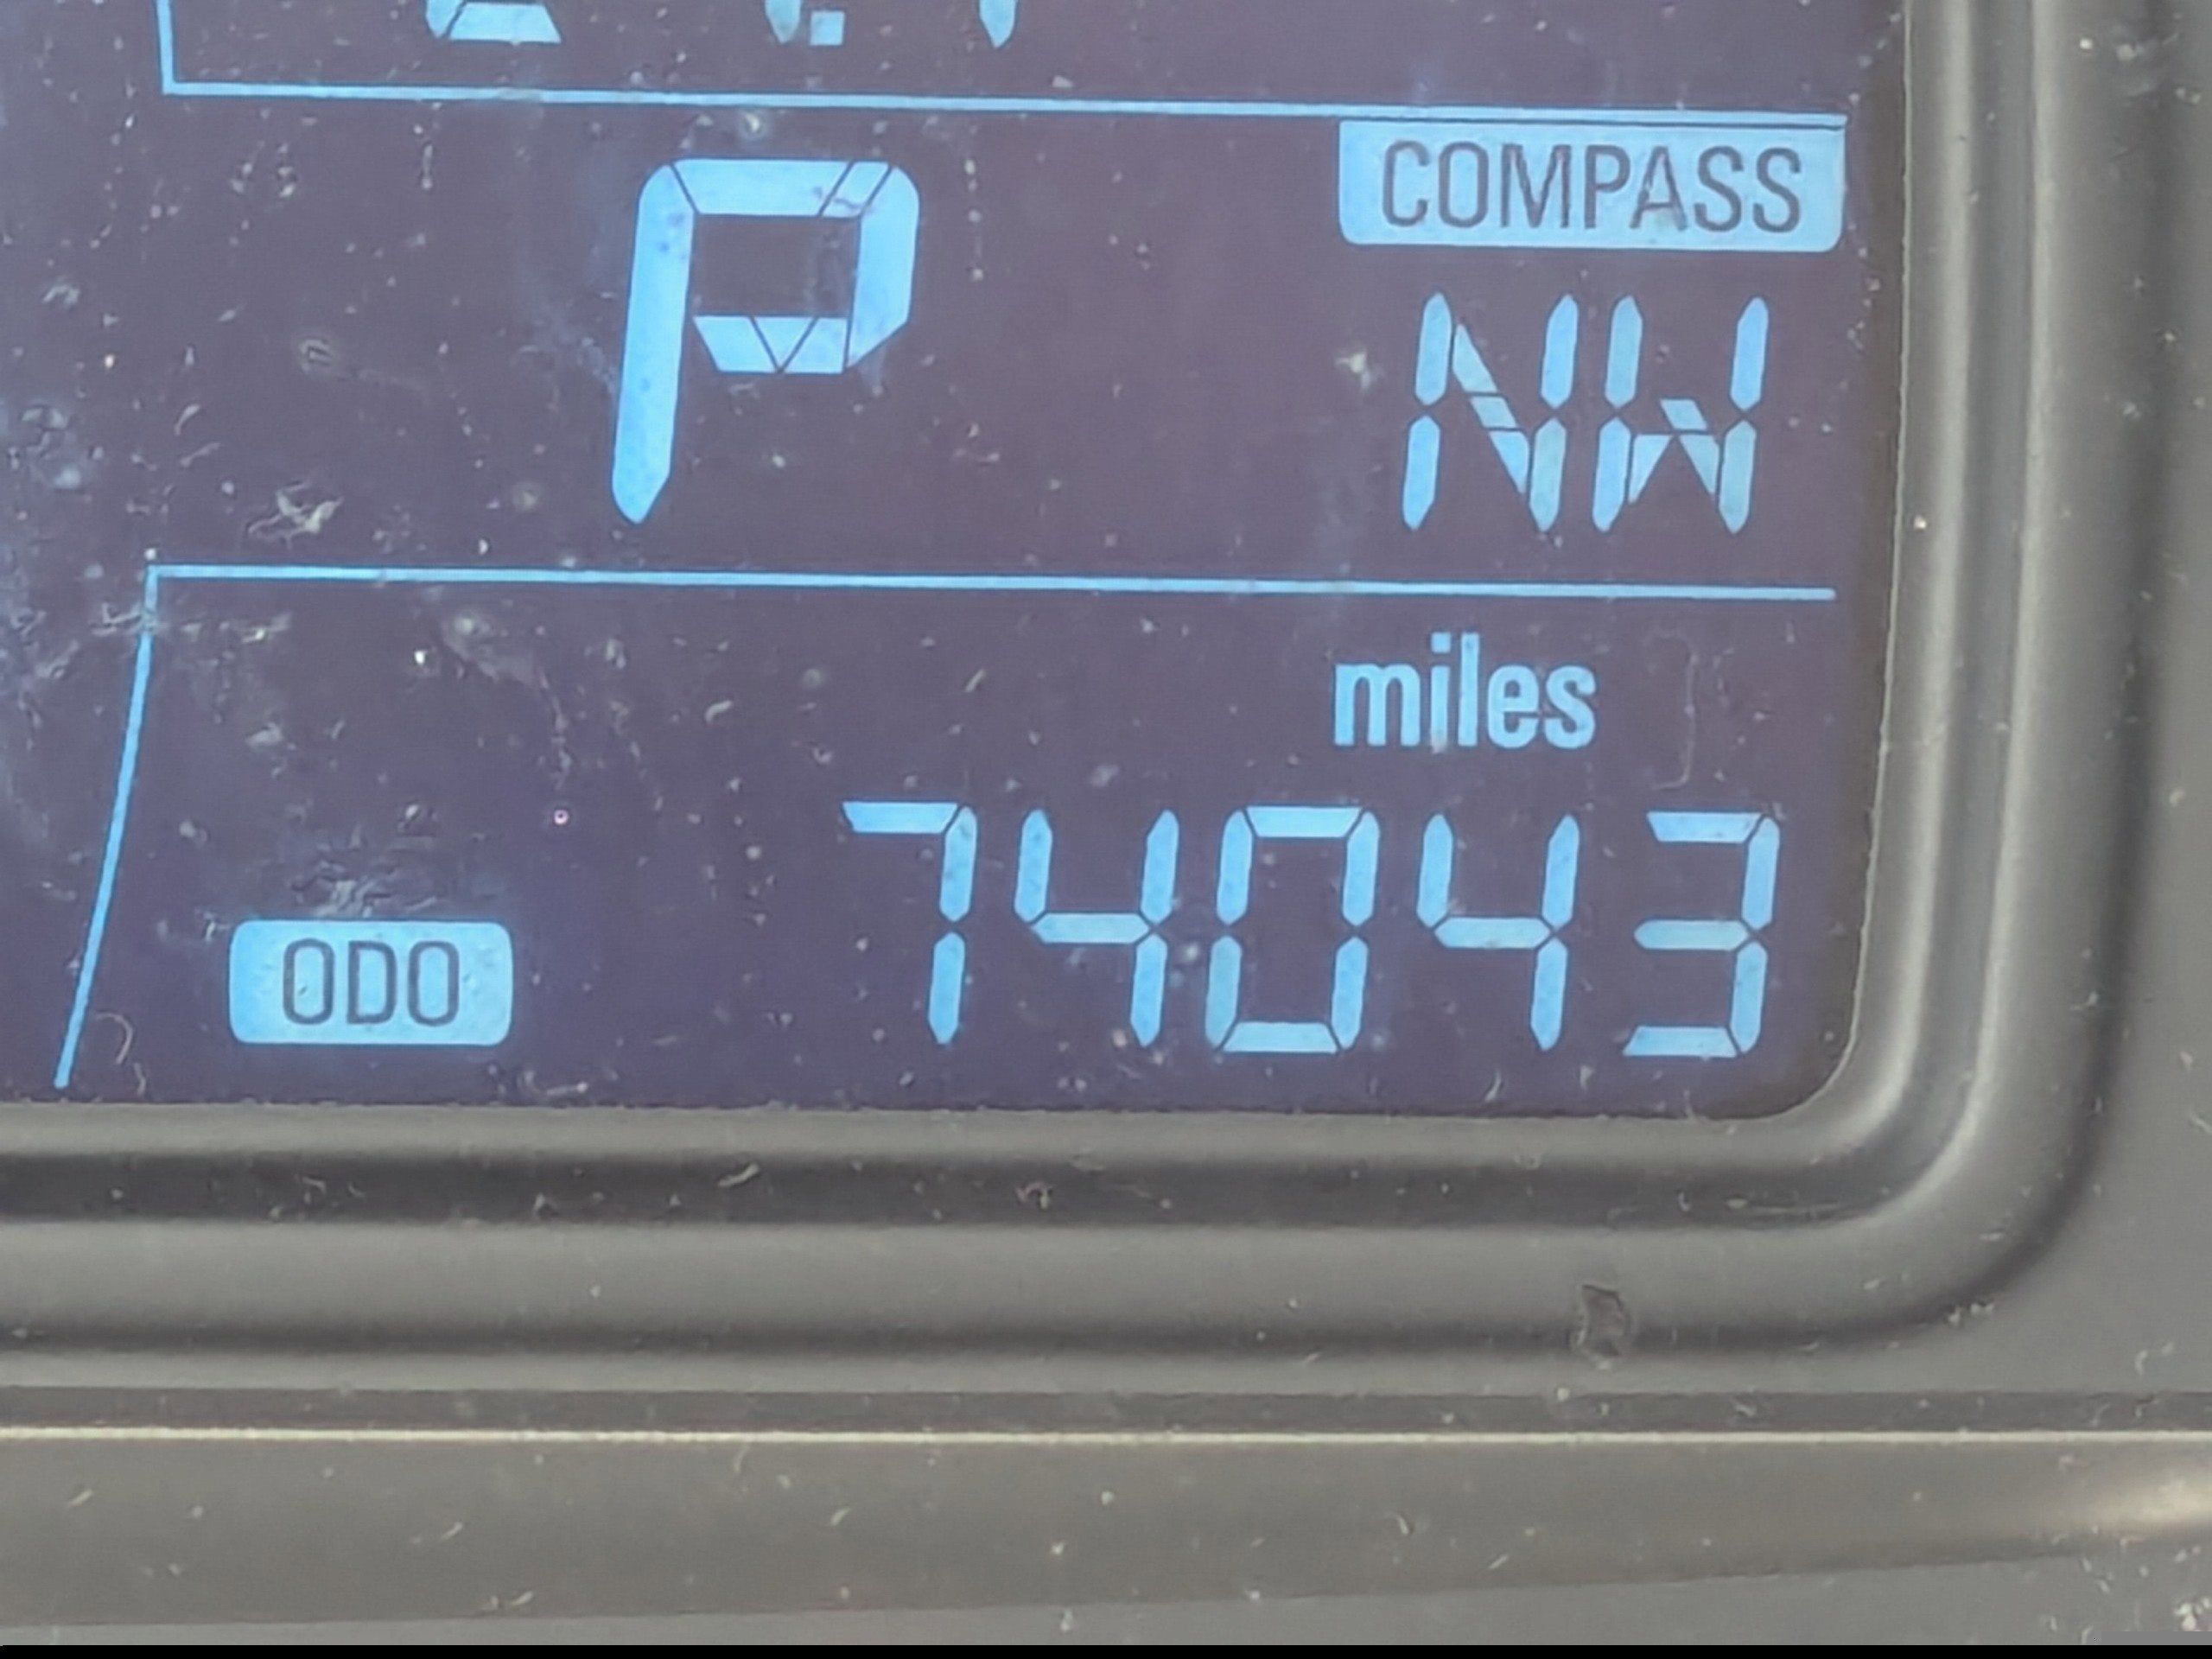 COMPASS
P NW
miles
ODO 74043